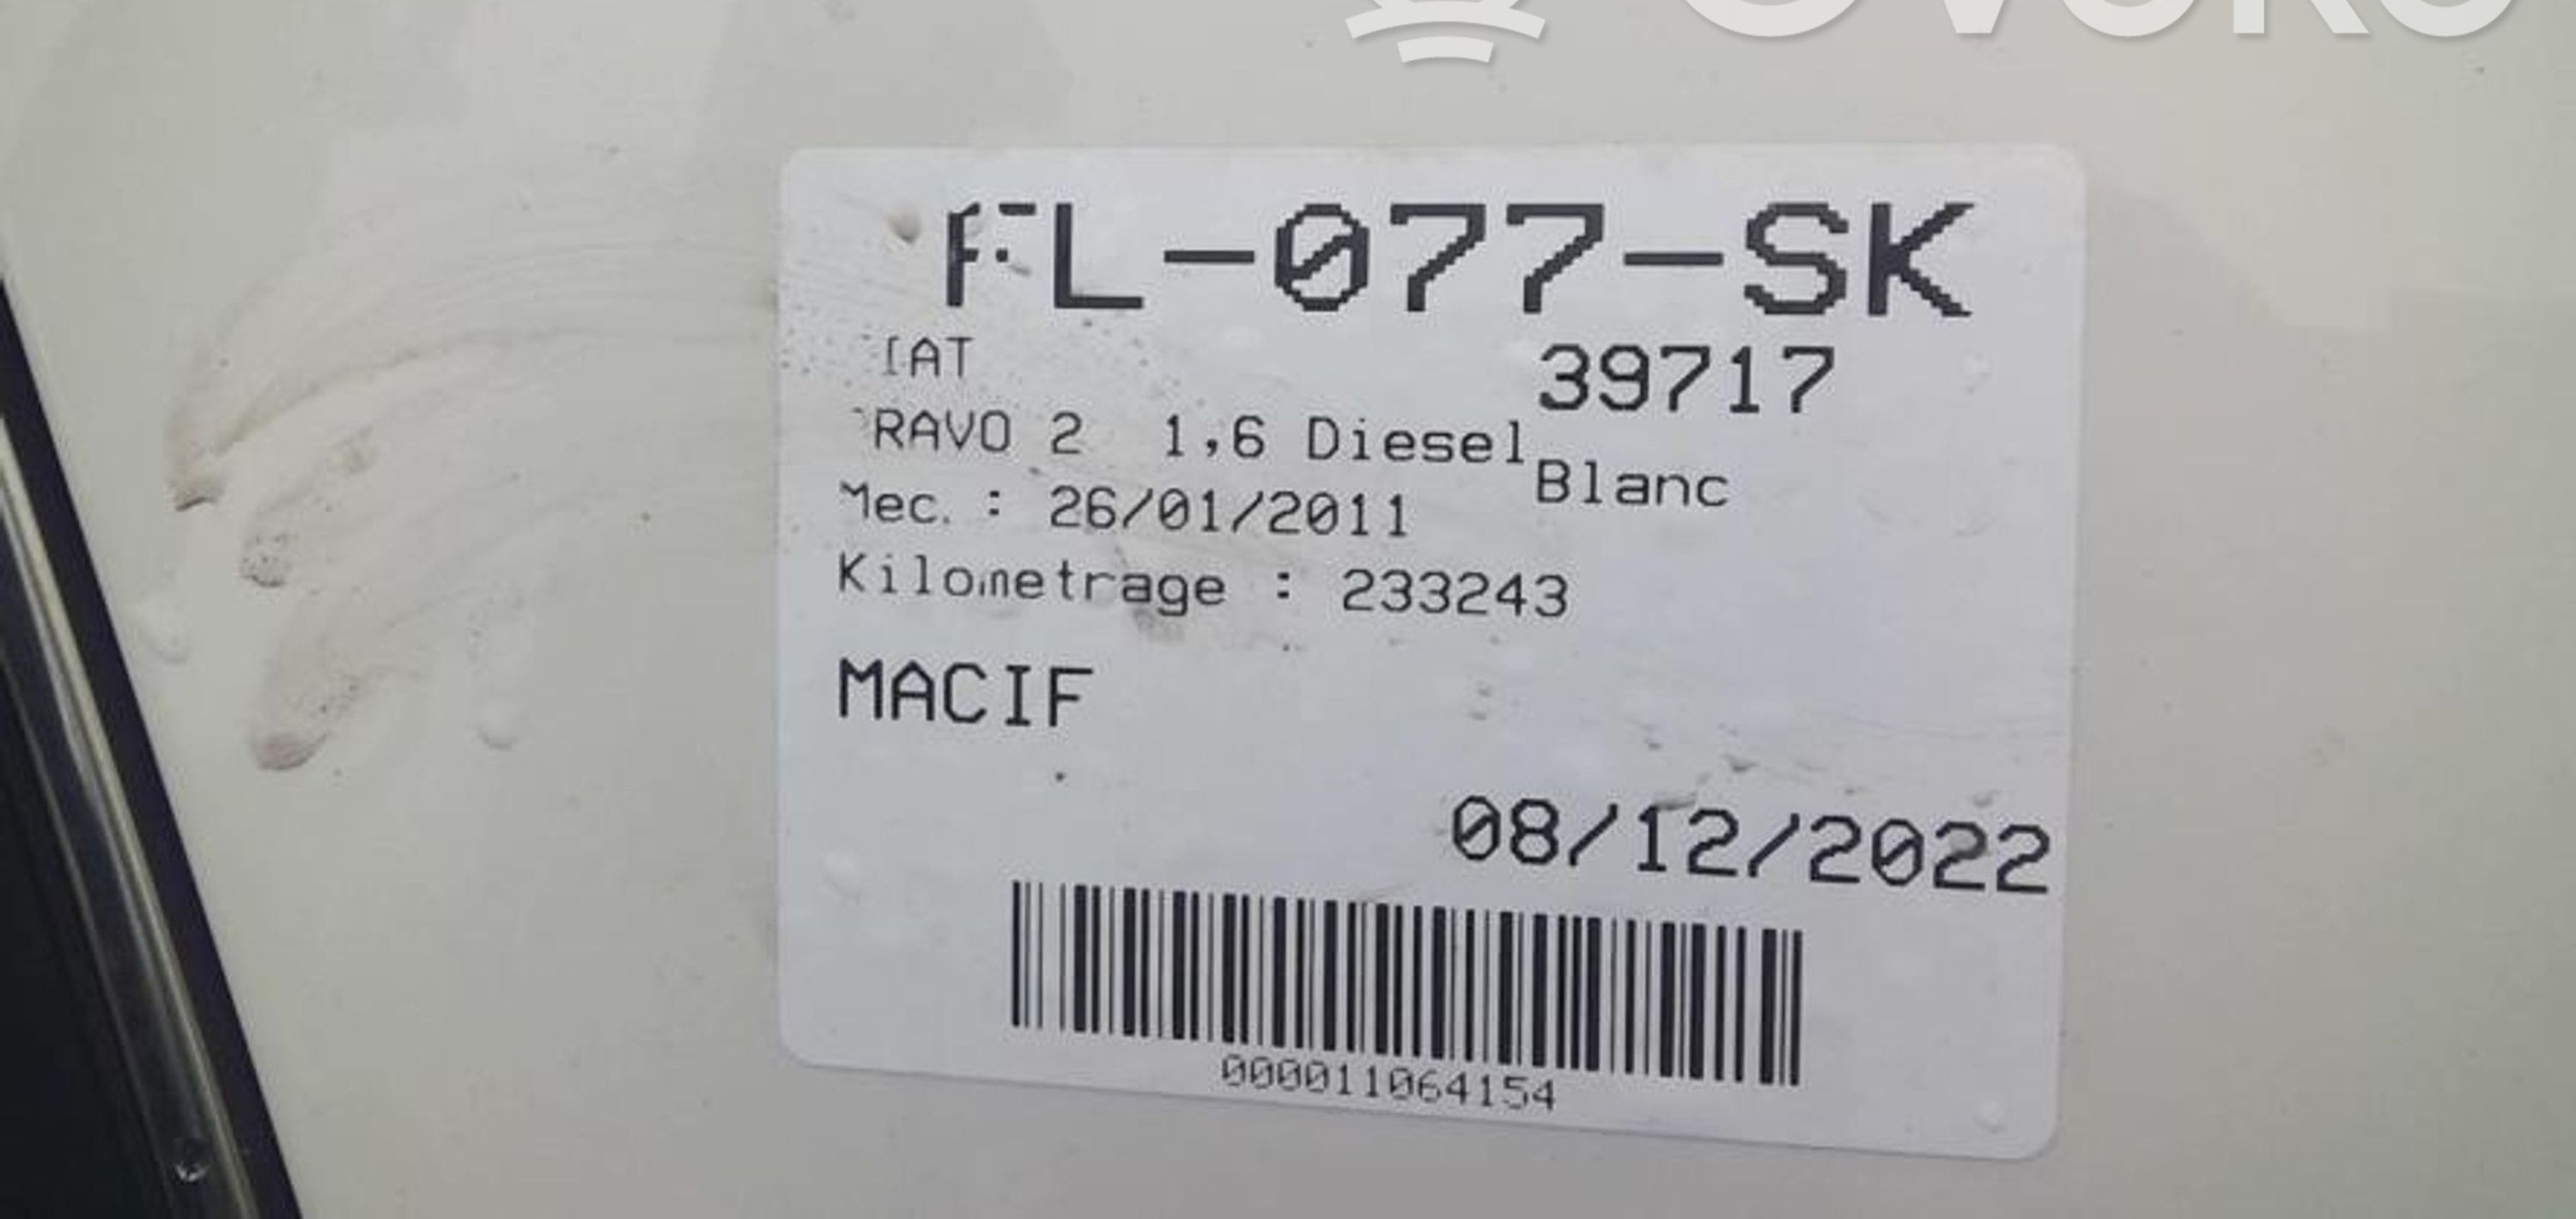 FL-077-SK
IAT
39717
RAVO 2 1,6 Diesel
Blanc
Mec. : 26/01/2011
Kilometrage : 233243
MACIF
08/12/2022
000011064154